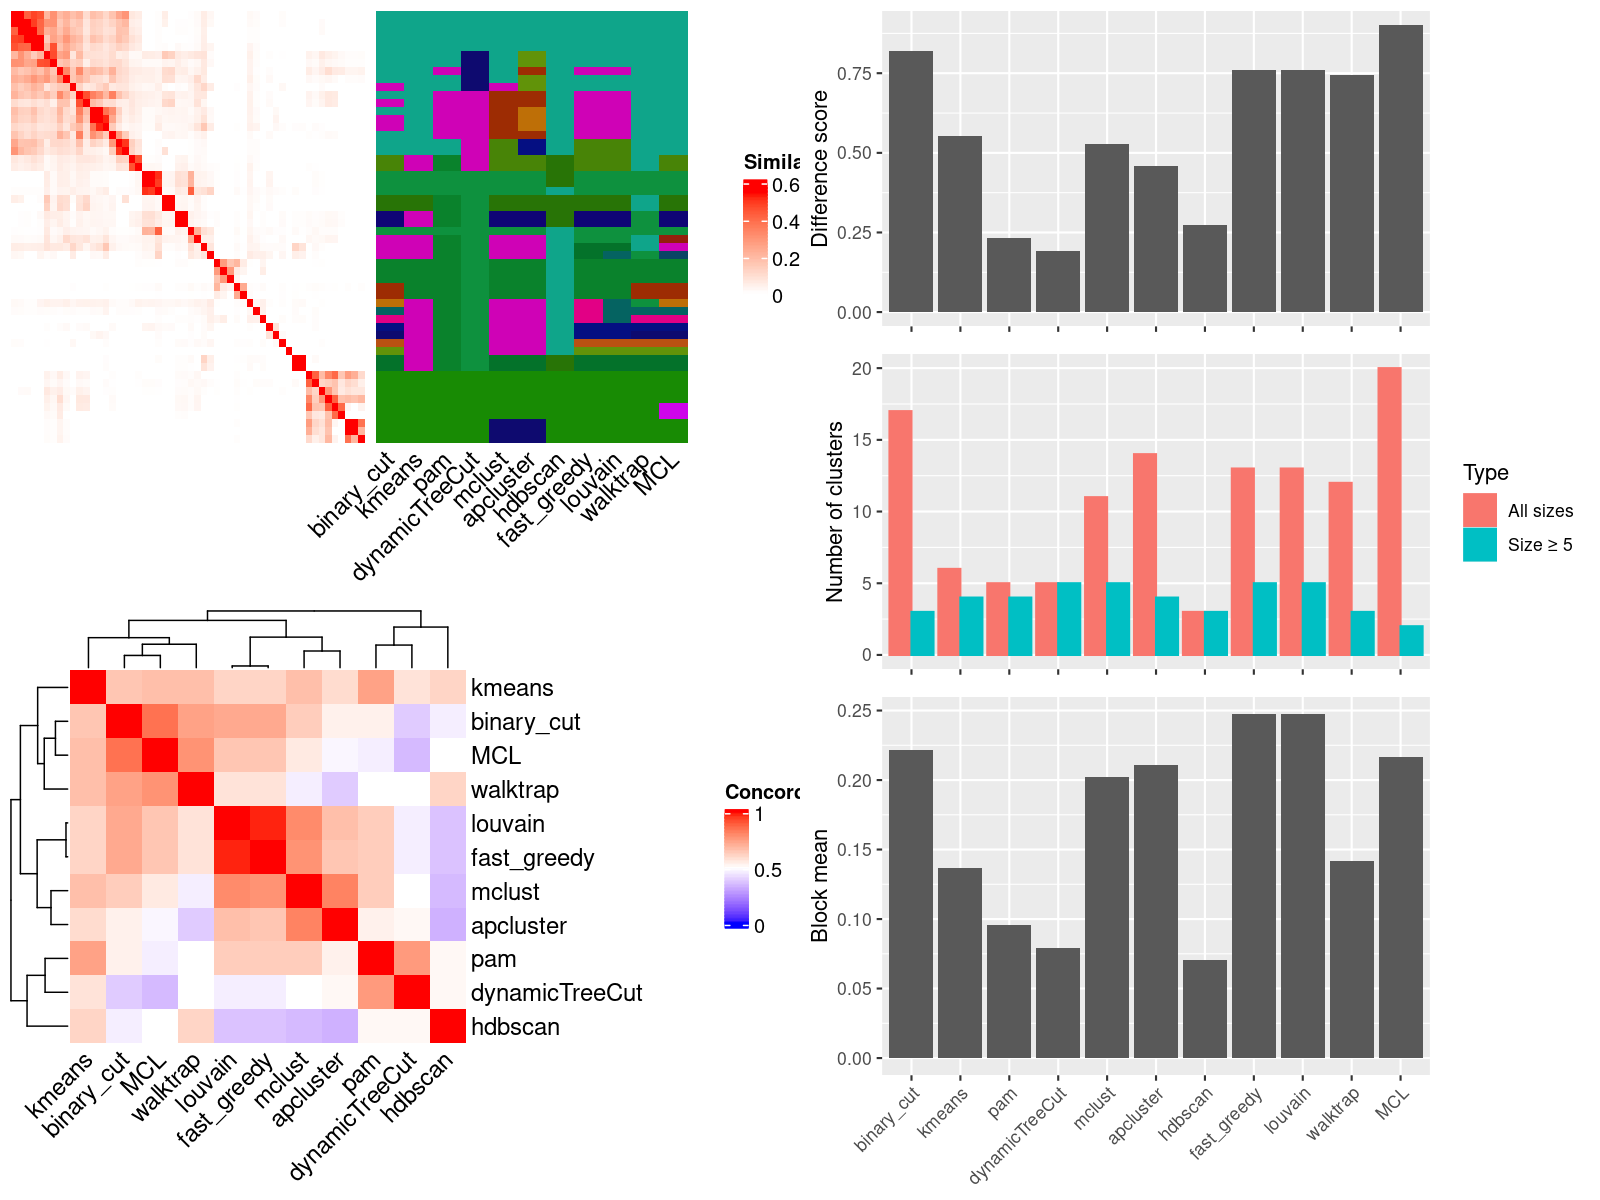 Simila
0.6
0.4
0.2
0
binary_cut
kmeans
pam
dynamicTreeCut
mclust
apcluster
hdbscan
fast_greedy
louvain
walktrap
MCL
kmeans
binary_cut
MCL
walktrap
louvain
fast_greedy
mclust
apcluster
pam
dynamicTreeCut
hdbscan
kmeans
binary_cut
MCL
walktrap
louvain
fast_greedy
mclust
apcluster
pam
dynamicTreeCut
hdbscan
Concord
1
0.5
0
Difference score
0.75
0.50
0.25
0.00
Number of clusters
20
15
10
5
0
Type
All sizes
Size ≥ 5
Block mean
0.25
0.20
0.15
0.10
0.05
0.00
binary_cut
kmeans
pam
dynamicTreeCut
mclust
apcluster
hdbscan
fast_greedy
louvain
walktrap
MCL